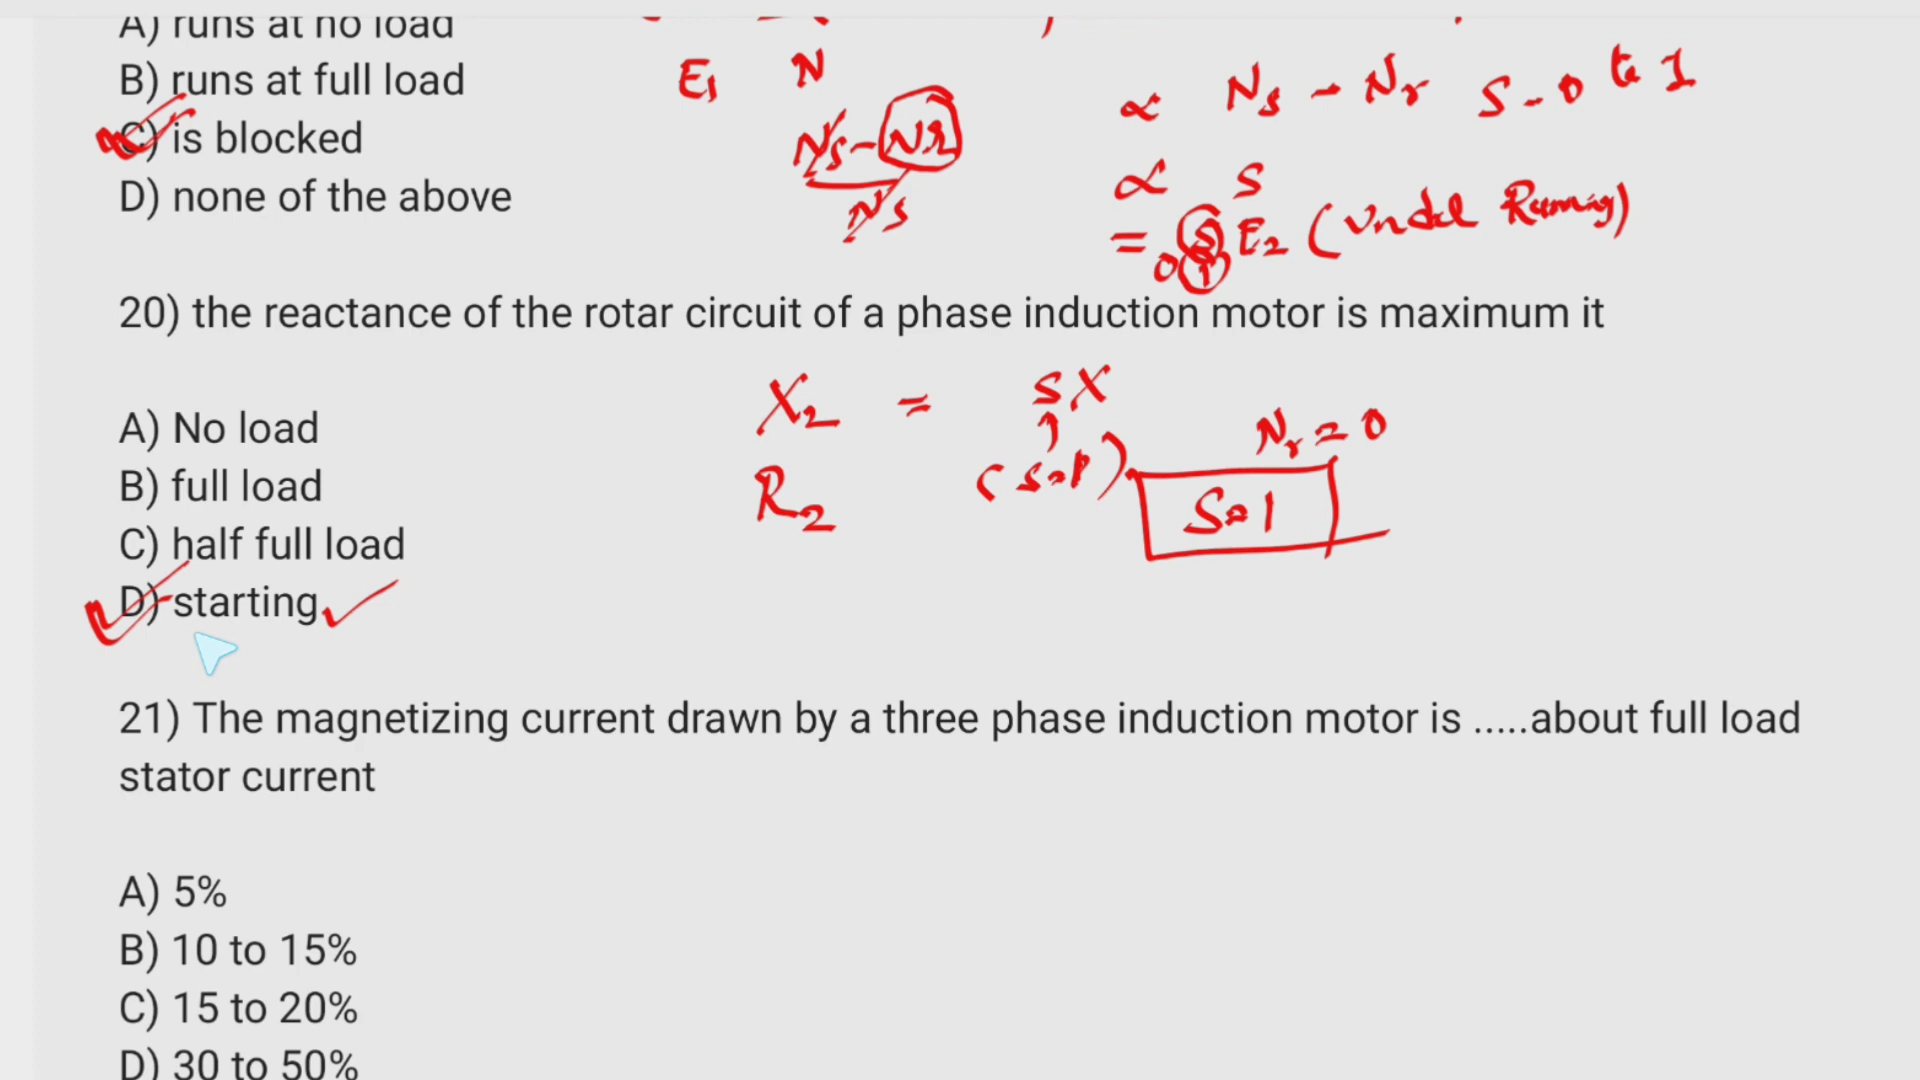 A) runs at no load
B) runs at full load
C) is blocked
D) none of the above
E₁ N
Ns-Nr
Ns
∝ Ns - Nr S-0 to 1
∝ S
= S E₂ (Under Running)
0 1
20) the reactance of the rotar circuit of a phase induction motor is maximum it
X₂ = SX
R₂ (S=1)
Nr=0
S=1
A) No load
B) full load
C) half full load
D) starting
21) The magnetizing current drawn by a three phase induction motor is .....about full load
stator current
A) 5%
B) 10 to 15%
C) 15 to 20%
D) 30 to 50%